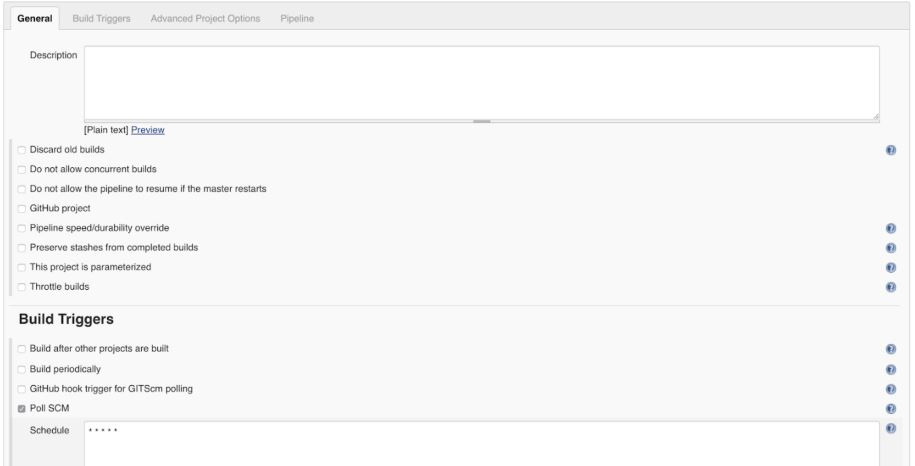 General Build Triggers Advanced Project Options Pipeline
Description
[Plain text] Preview
Discard old builds
Do not allow concurrent builds
Do not allow the pipeline to resume if the master restarts
GitHub project
Pipeline speed/durability override
Preserve stashes from completed builds
This project is parameterized
Throttle builds
Build Triggers
Build after other projects are built
Build periodically
GitHub hook trigger for GITScm polling
Poll SCM
Schedule * * * * *